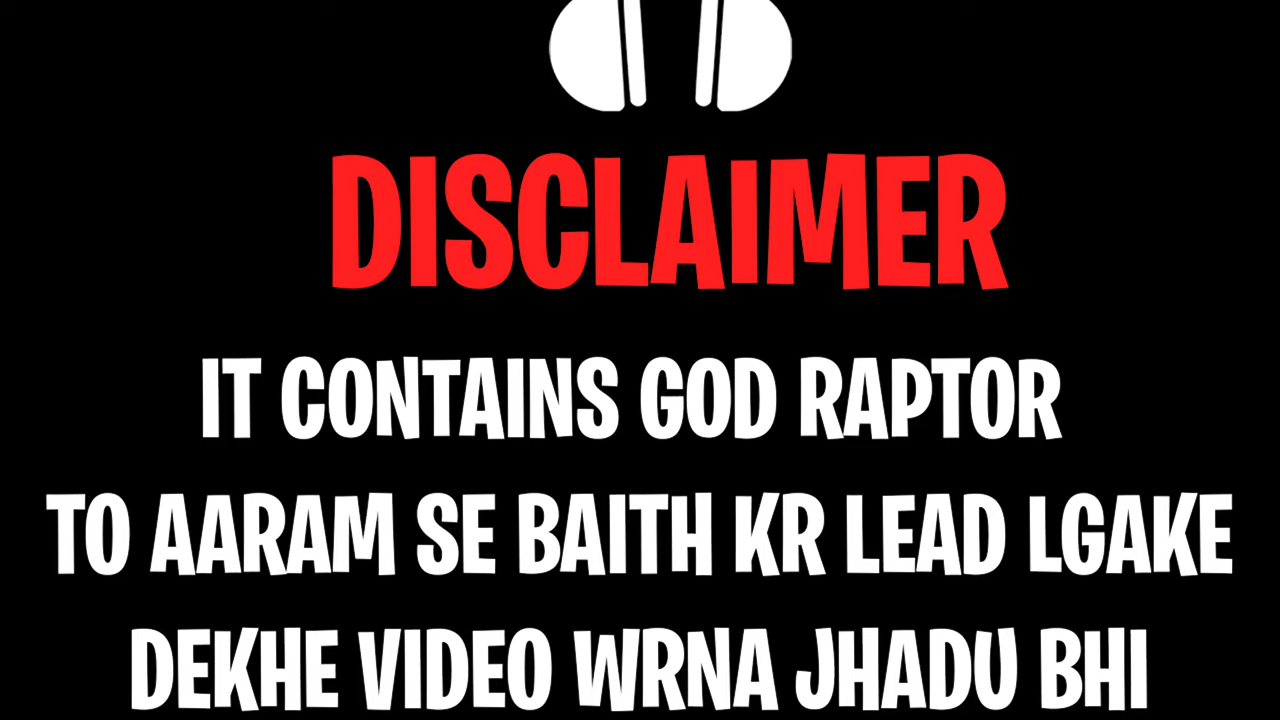 DISCLAIMER
IT CONTAINS GOD RAPTOR
TO AARAM SE BAITH KR LEAD LGAKE
DEKHE VIDEO WRNA JHADU BHI